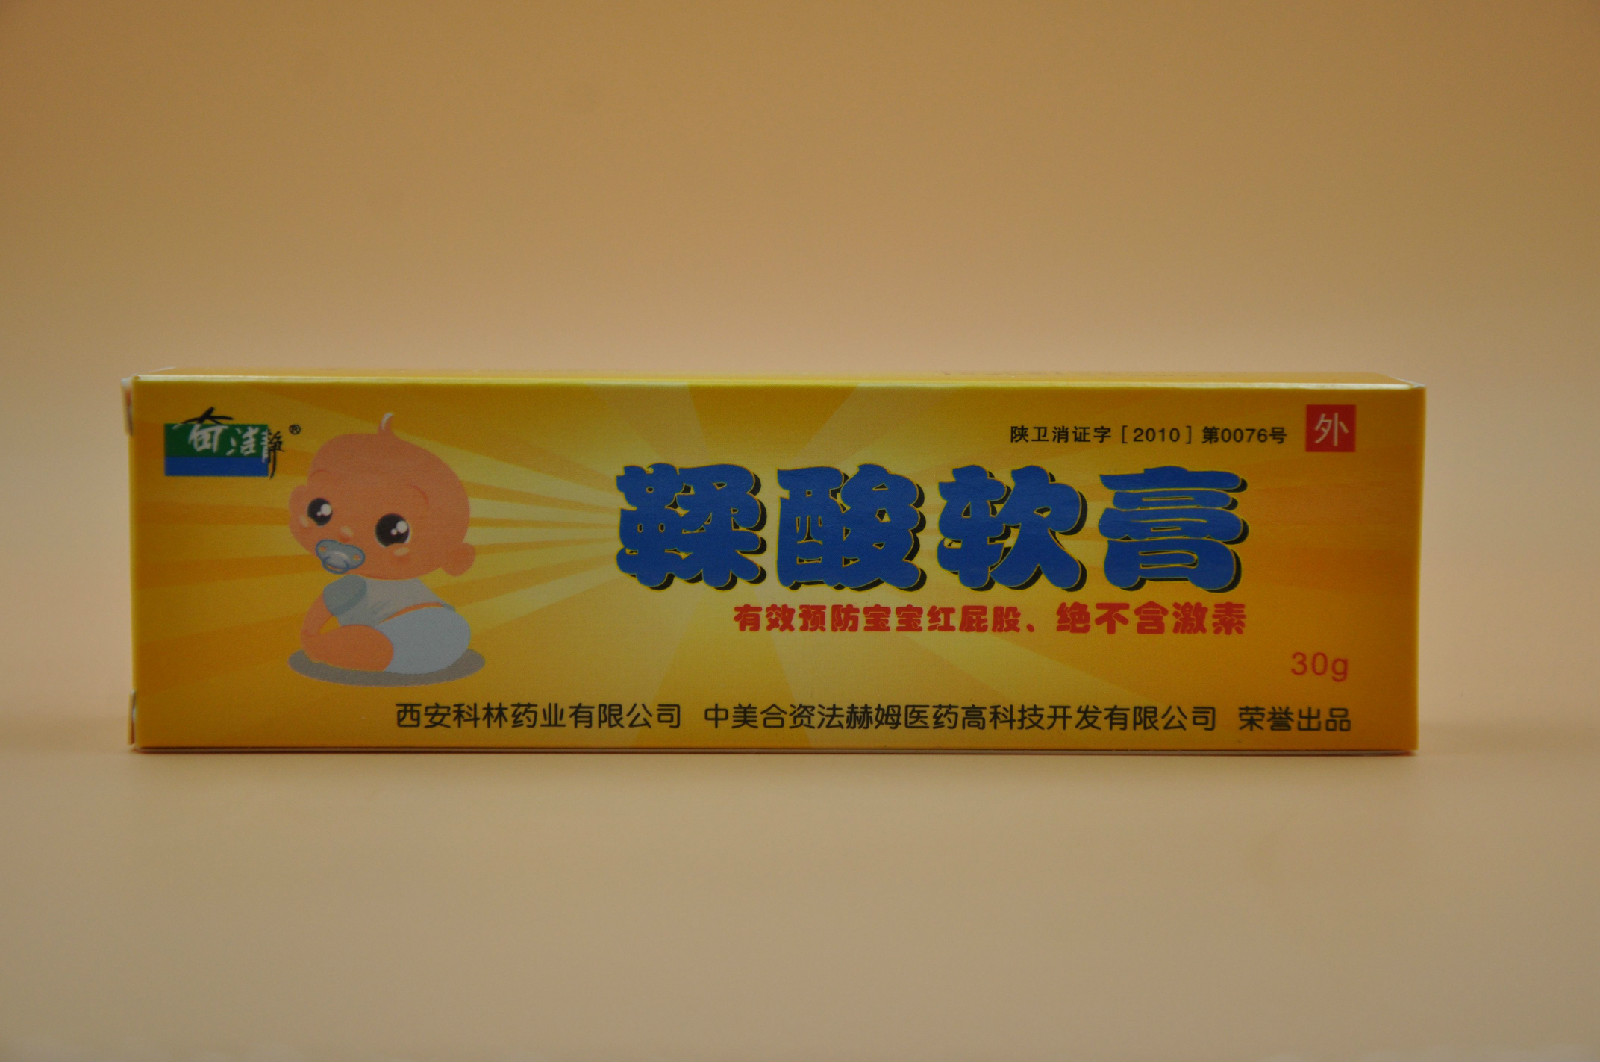 奋洁静®
陕卫消证字［2010］第0076号
外
鞣酸软膏
有效预防宝宝红屁股、绝不含激素
30g
西安科林药业有限公司 中美合资法赫姆医药高科技开发有限公司 荣誉出品